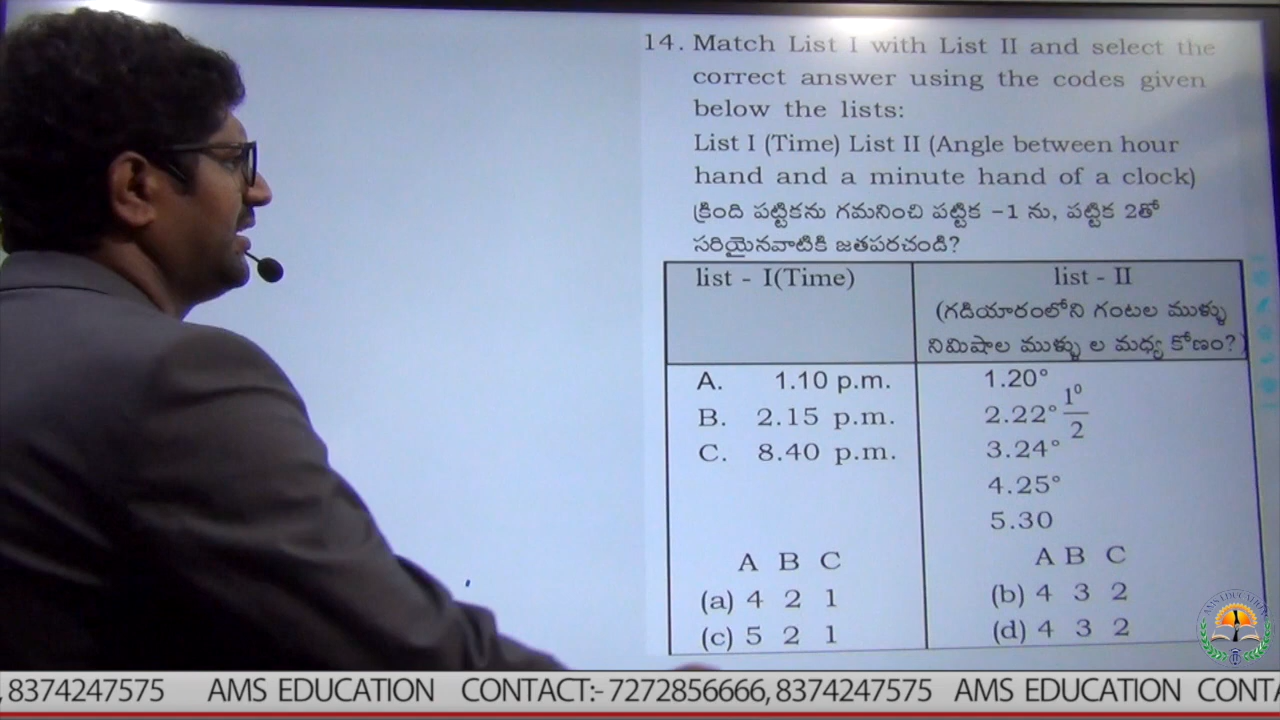 14. Match List I with List II and select the
correct answer using the codes given
below the lists:
List I (Time) List II (Angle between hour
hand and a minute hand of a clock)
క్రింది పట్టికను గమనించి పట్టిక -1 ను, పట్టిక 2తో
సరియైనవాటికి జతపరచండి?
list - I(Time)
list - II
(గడియారంలోని గంటల ముళ్ళు
నిమిషాల ముళ్ళు ల మధ్య కోణం?)
A. 1.10 p.m.
B. 2.15 p.m.
C. 8.40 p.m.
1.20°
2.22° 1⁰/2
3.24°
4.25°
5.30
A B C
(a) 4 2 1
(c) 5 2 1
A B C
(b) 4 3 2
(d) 4 3 2
AMS EDUCATION
, 8374247575 AMS EDUCATION CONTACT:- 7272856666, 8374247575 AMS EDUCATION CONTA